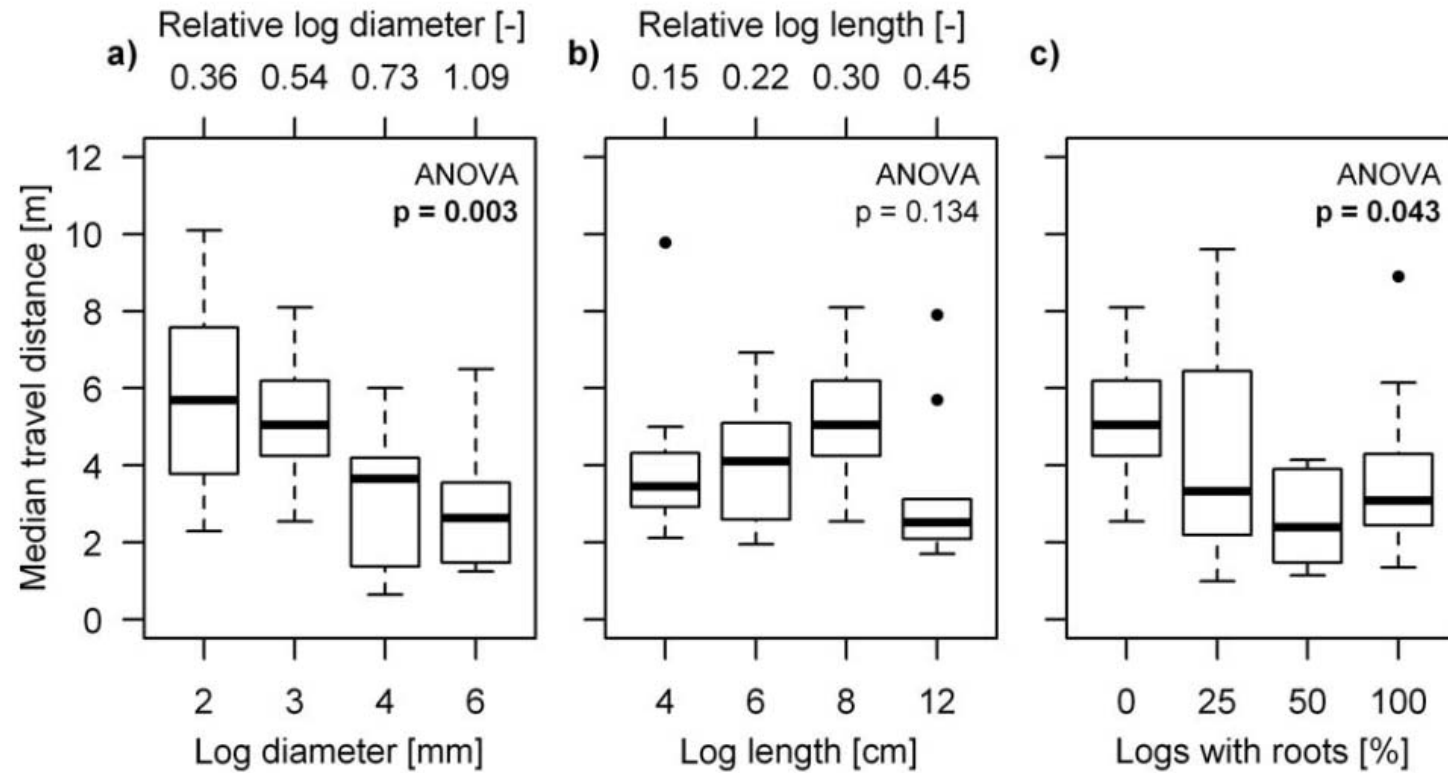 Relative log diameter [-]
a) 0.36 0.54 0.73 1.09
Relative log length [-]
b) 0.15 0.22 0.30 0.45
c)
Median travel distance [m]
12
10
8
6
4
2
0
ANOVA
p = 0.003
ANOVA
p = 0.134
ANOVA
p = 0.043
2 3 4 6
Log diameter [mm]
4 6 8 12
Log length [cm]
0 25 50 100
Logs with roots [%]